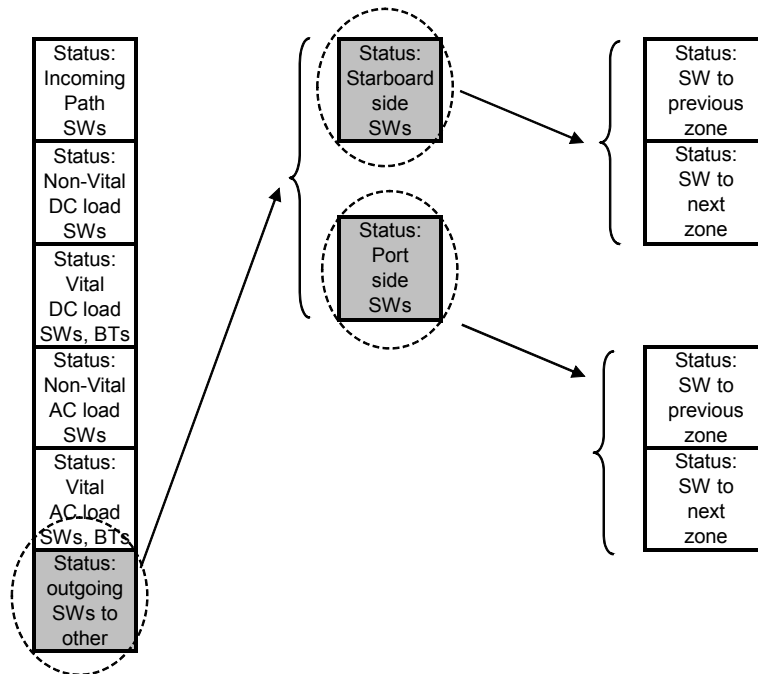 Status:
Incoming
Path
SWs
Status:
Non-Vital
DC load
SWs
Status:
Vital
DC load
SWs, BTs
Status:
Non-Vital
AC load
SWs
Status:
Vital
AC load
SWs, BTs
Status:
outgoing
SWs to
other
Status:
Starboard
side
SWs
Status:
Port
side
SWs
Status:
SW to
previous
zone
Status:
SW to
next
zone
Status:
SW to
previous
zone
Status:
SW to
next
zone